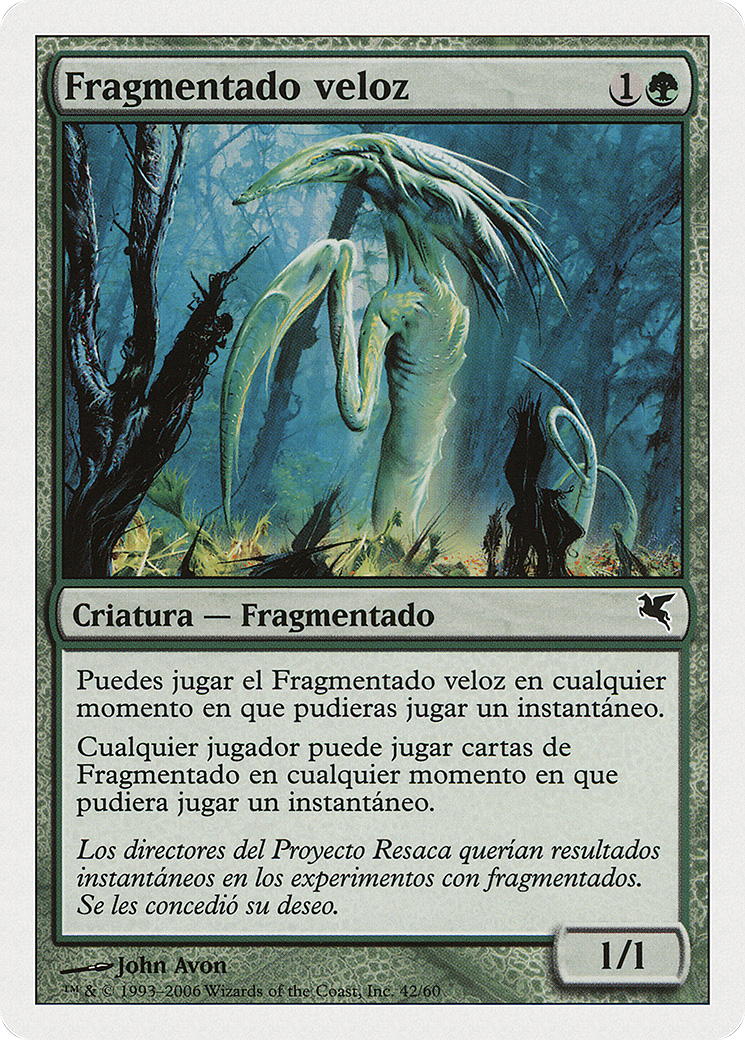 Fragmentado veloz
1
Criatura — Fragmentado
Puedes jugar el Fragmentado veloz en cualquier
momento en que pudieras jugar un instantáneo.
Cualquier jugador puede jugar cartas de
Fragmentado en cualquier momento en que
pudiera jugar un instantáneo.
Los directores del Proyecto Resaca querían resultados
instantáneos en los experimentos con fragmentados.
Se les concedió su deseo.
1/1
John Avon
™ & © 1993–2006 Wizards of the Coast, Inc. 42/60